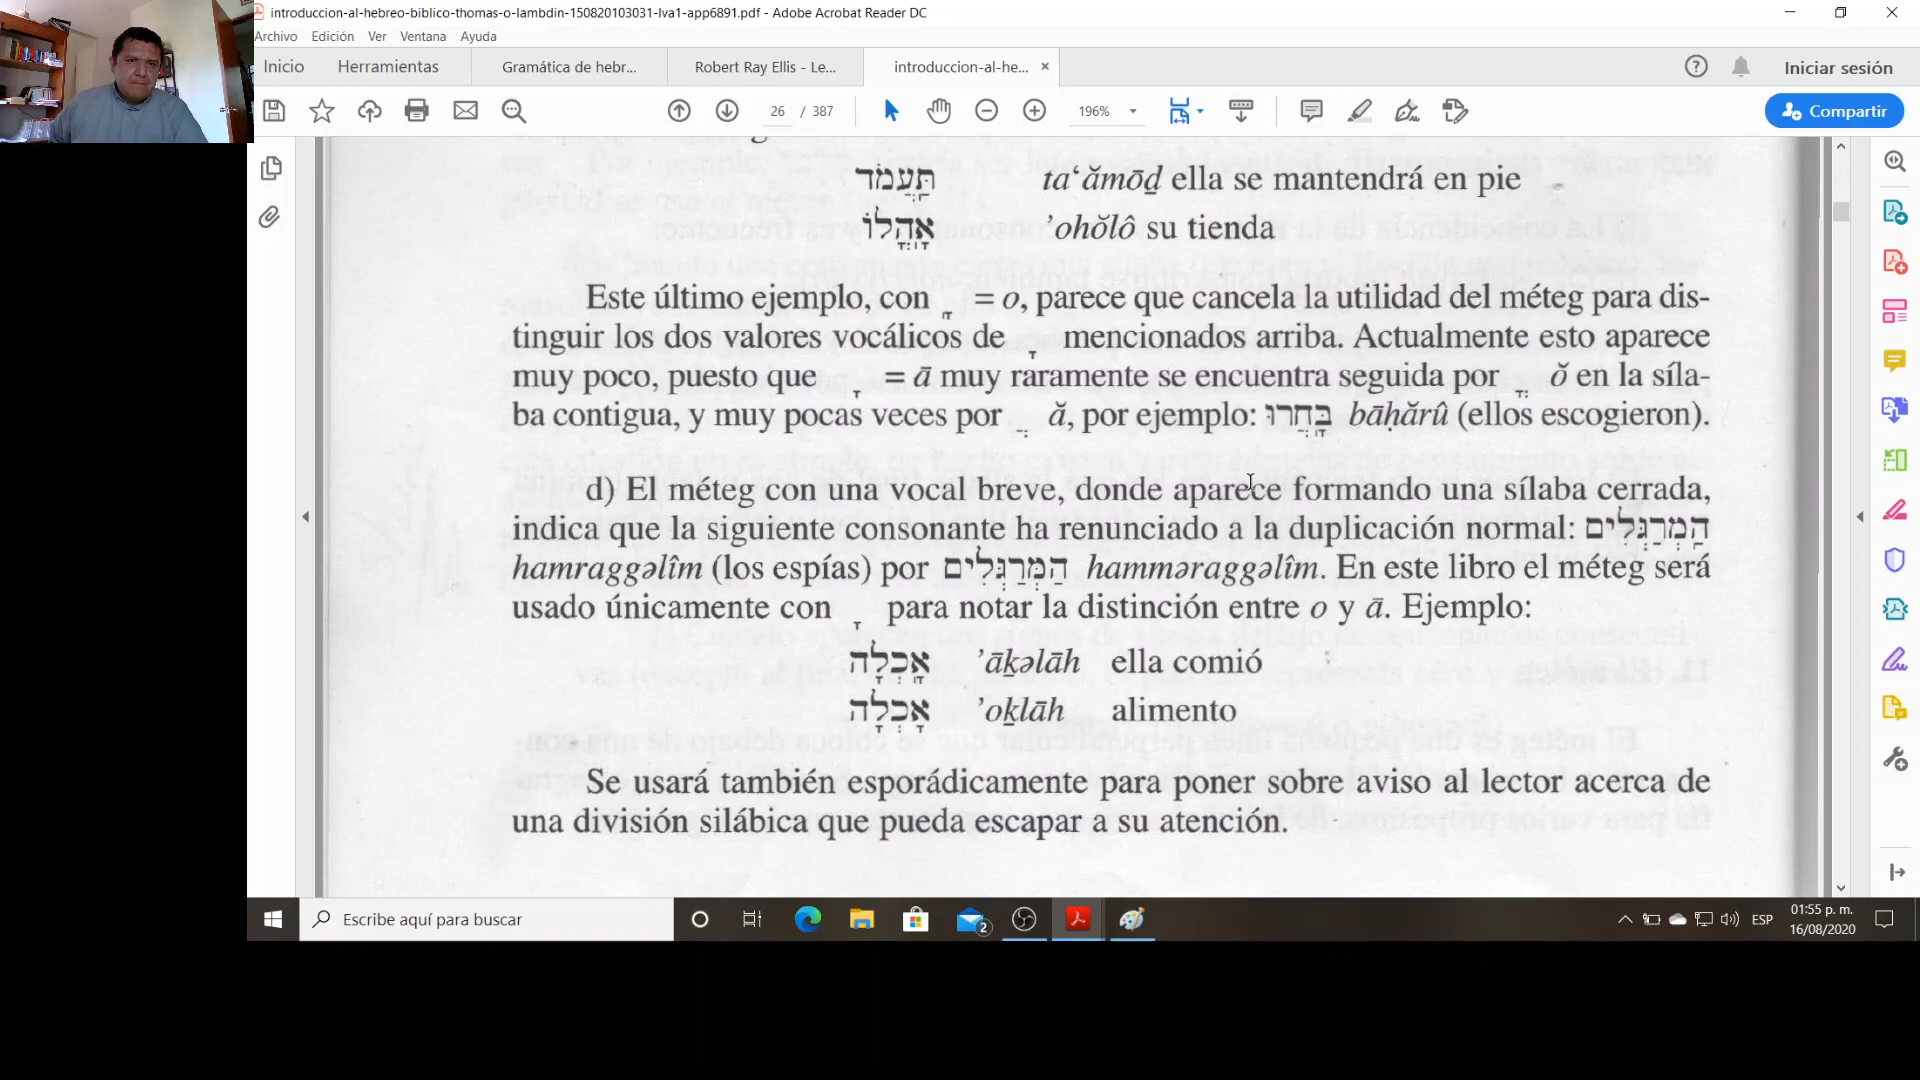 introduccion-al-hebreo-biblico-thomas-o-lambdin-150820103031-lva1-app6891.pdf - Adobe Acrobat Reader DC
Archivo Edición Ver Ventana Ayuda
Inicio Herramientas Gramática de hebr... Robert Ray Ellis - Le... introduccion-al-he... × Iniciar sesión
26 / 387 196% Compartir
תַּֽעֲמֹד ta‘ămōḏ ella se mantendrá en pie
אָֽהֳלוֹ ’ohŏlô su tienda
Este último ejemplo, con ָֽ = o, parece que cancela la utilidad del méteg para dis-
tinguir los dos valores vocálicos de ָ mencionados arriba. Actualmente esto aparece
muy poco, puesto que ָ = ā muy raramente se encuentra seguida por ֳ ŏ en la síla-
ba contigua, y muy pocas veces por ֲ ă, por ejemplo: בָּֽחֲרוּ bāḥărû (ellos escogieron).
d) El méteg con una vocal breve, donde aparece formando una sílaba cerrada,
indica que la siguiente consonante ha renunciado a la duplicación normal: הַֽמְרַגְּלִים
hamraggəlîm (los espías) por הַמְּרַגְּלִים hamməraggəlîm. En este libro el méteg será
usado únicamente con ָֽ para notar la distinción entre o y ā. Ejemplo:
אָֽכְלָה ’ākəlāh ella comió
אָכְלָה ’oḵlāh alimento
Se usará también esporádicamente para poner sobre aviso al lector acerca de
una división silábica que pueda escapar a su atención.
Escribe aquí para buscar 2 ESP 01:55 p. m.
16/08/2020